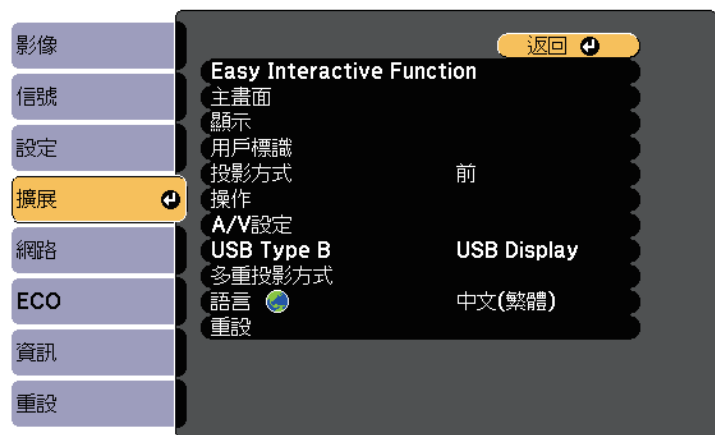 影像
信號
設定
擴展
網路
ECO
資訊
重設
返回
Easy Interactive Function
主畫面
顯示
用戶標識
投影方式 前
操作
A/V設定
USB Type B USB Display
多重投影方式
語言 中文(繁體)
重設